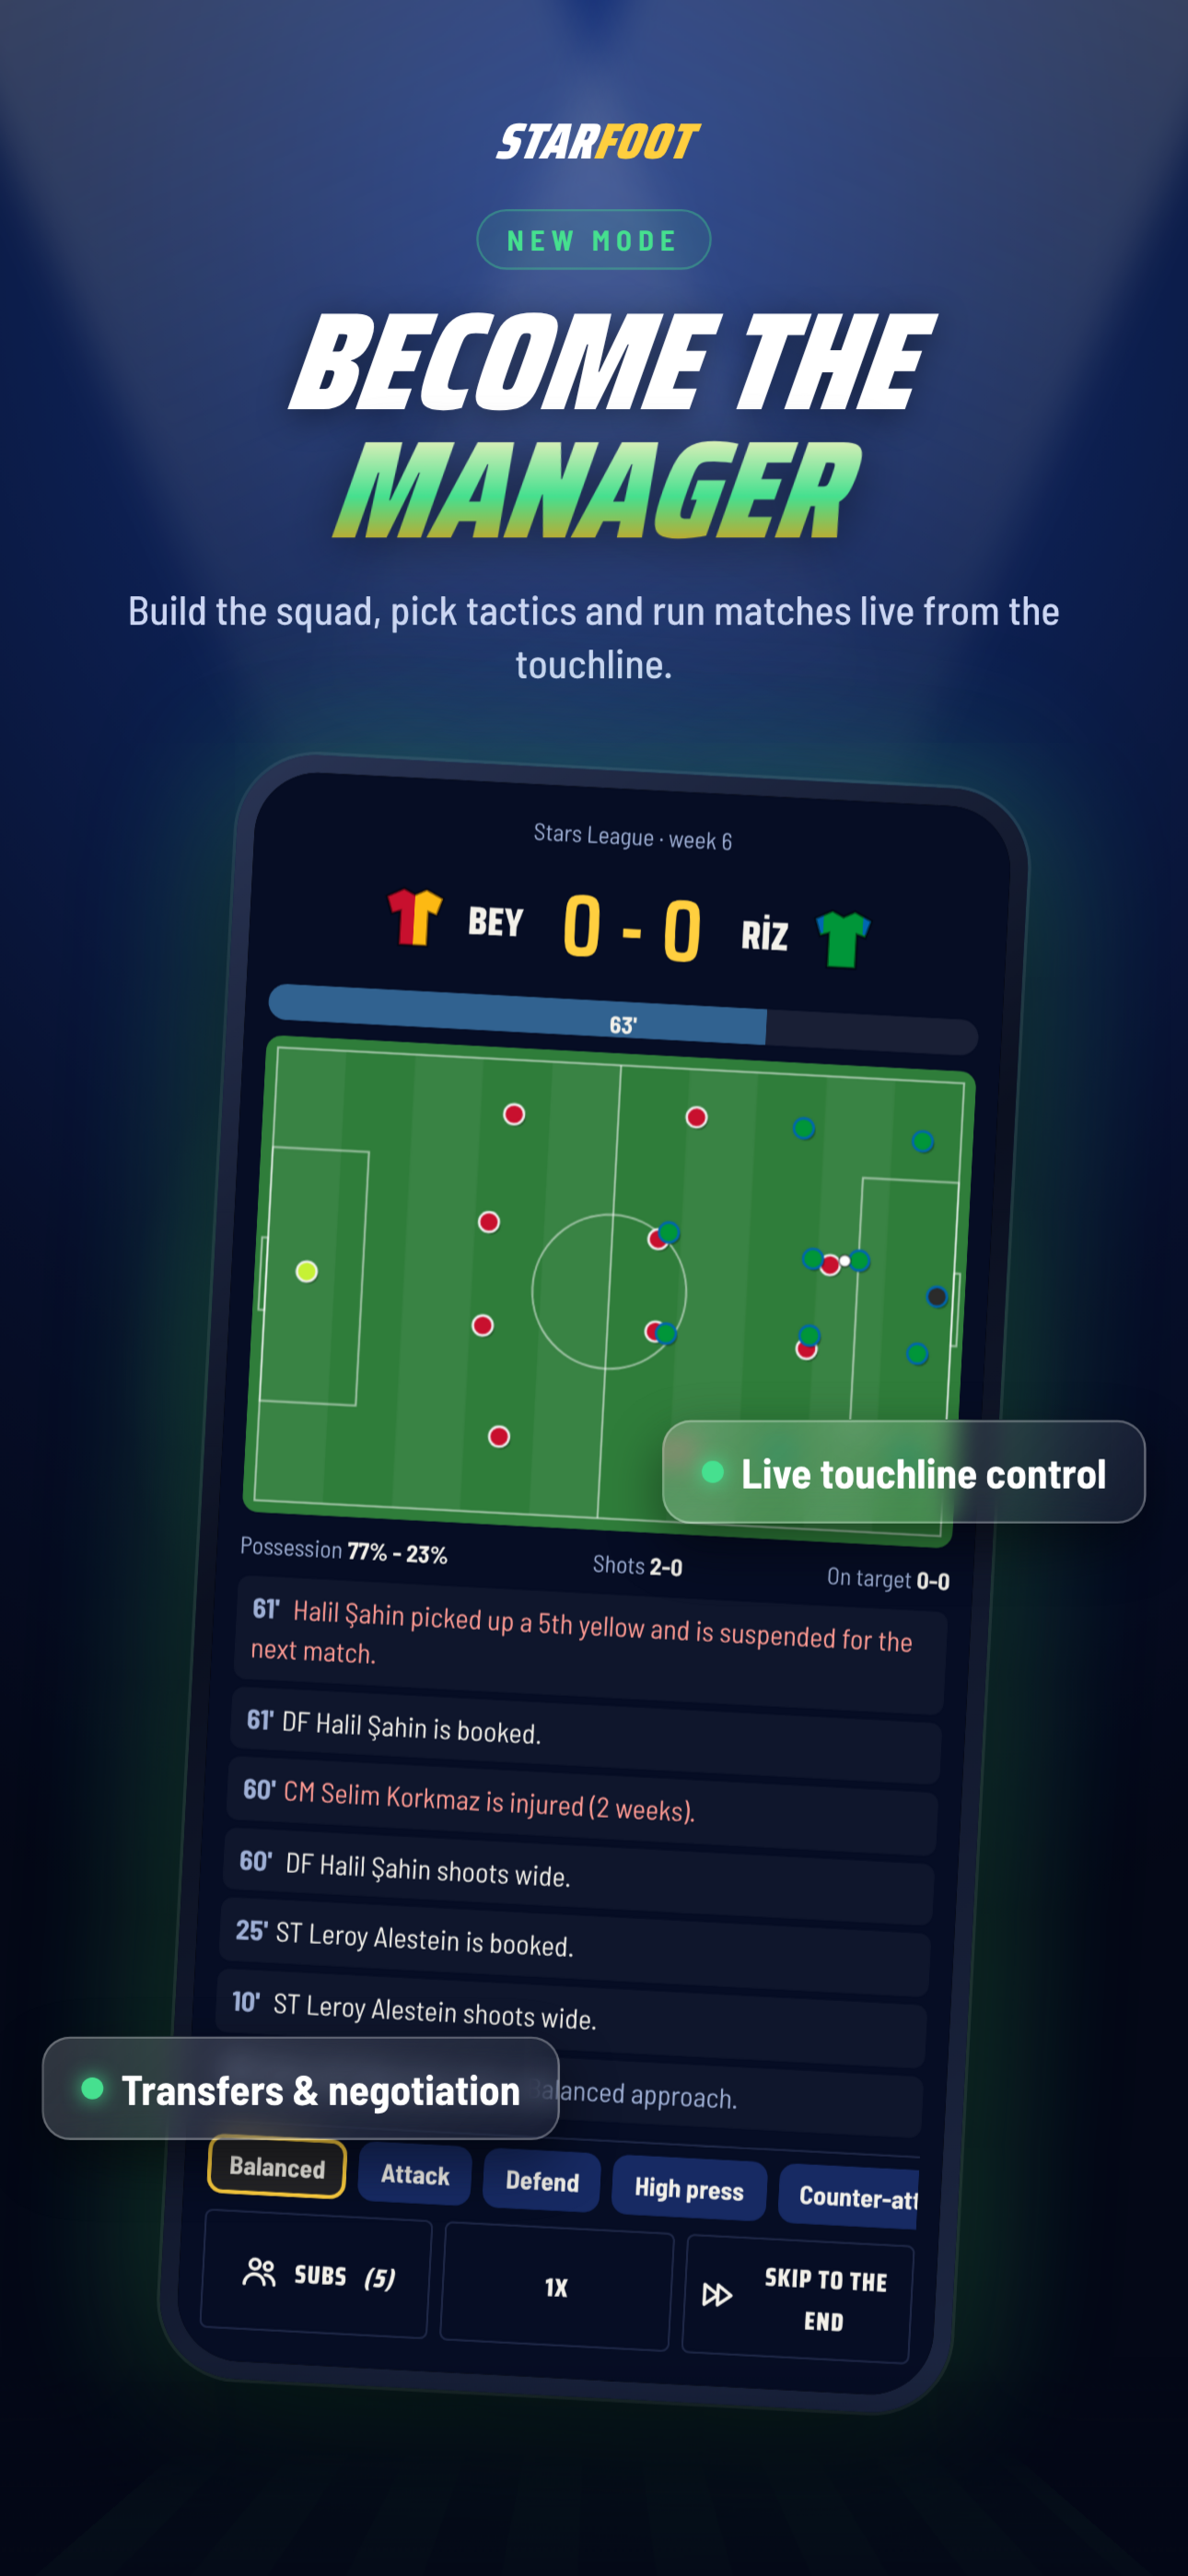 STARFOOT
NEW MODE
BECOME THE
MANAGER
Build the squad, pick tactics and run matches live from the
touchline.
Stars League · week 6
BEY 0 - 0 RİZ
63'
Live touchline control
Possession 77% - 23% Shots 2-0 On target 0-0
61' Halil Şahin picked up a 5th yellow and is suspended for the
next match.
61' DF Halil Şahin is booked.
60' CM Selim Korkmaz is injured (2 weeks).
60' DF Halil Şahin shoots wide.
25' ST Leroy Alestein is booked.
10' ST Leroy Alestein shoots wide.
Transfers & negotiation
approach.
Balanced Attack Defend High press Counter-att
SUBS (5) 1X SKIP TO THE
END